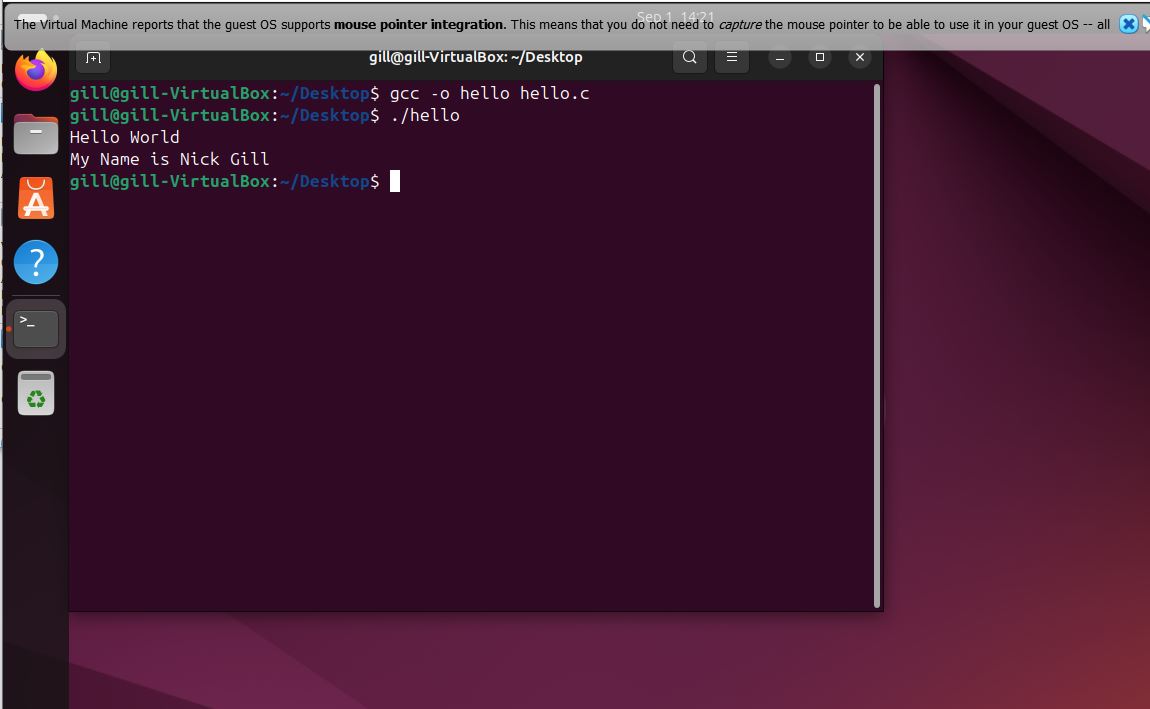 The Virtual Machine reports that the guest OS supports mouse pointer integration. This means that you do not need to capture the mouse pointer to be able to use it in your guest OS -- all
Sep 1 14:21
gill@gill-VirtualBox: ~/Desktop
gill@gill-VirtualBox:~/Desktop$ gcc -o hello hello.c
gill@gill-VirtualBox:~/Desktop$ ./hello
Hello World
My Name is Nick Gill
gill@gill-VirtualBox:~/Desktop$